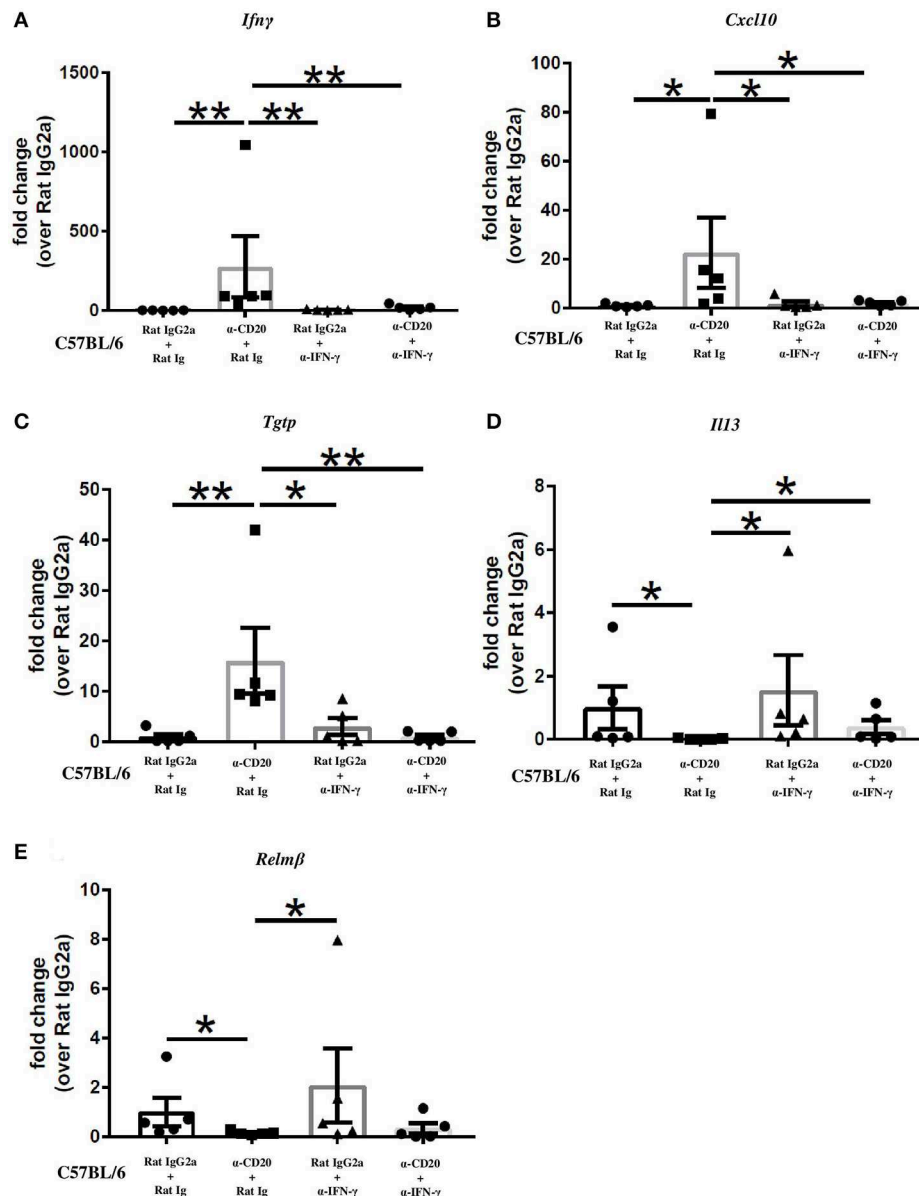 A
Ifnγ
fold change
(over Rat IgG2a)
1500
1000
500
0
**
**
**
C57BL/6
Rat IgG2a
+
Rat Ig
α-CD20
+
Rat Ig
Rat IgG2a
+
α-IFN-γ
α-CD20
+
α-IFN-γ
B
Cxcl10
fold change
(over Rat IgG2a)
100
80
60
40
20
0
*
*
*
C57BL/6
Rat IgG2a
+
Rat Ig
α-CD20
+
Rat Ig
Rat IgG2a
+
α-IFN-γ
α-CD20
+
α-IFN-γ
C
Tgtp
fold change
(over Rat IgG2a)
50
40
30
20
10
0
**
**
*
C57BL/6
Rat IgG2a
+
Rat Ig
α-CD20
+
Rat Ig
Rat IgG2a
+
α-IFN-γ
α-CD20
+
α-IFN-γ
D
Il13
fold change
(over Rat IgG2a)
8
6
4
2
0
*
*
*
C57BL/6
Rat IgG2a
+
Rat Ig
α-CD20
+
Rat Ig
Rat IgG2a
+
α-IFN-γ
α-CD20
+
α-IFN-γ
E
Relmβ
fold change
(over Rat IgG2a)
10
8
6
4
2
0
*
*
C57BL/6
Rat IgG2a
+
Rat Ig
α-CD20
+
Rat Ig
Rat IgG2a
+
α-IFN-γ
α-CD20
+
α-IFN-γ